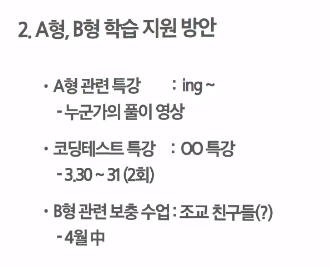 2. A형, B형 학습 지원 방안
· A형 관련 특강 : ing ~
- 누군가의 풀이 영상
· 코딩테스트 특강 : OO 특강
- 3.30 ~ 31 (2회)
· B형 관련 보충 수업 : 조교 친구들(?)
- 4월 中